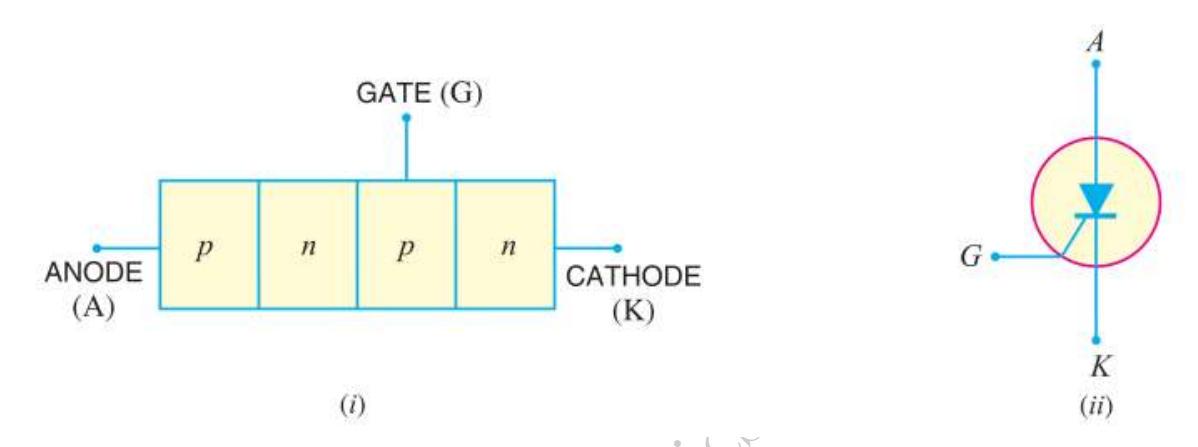 GATE (G)
p n p n
ANODE
(A)
CATHODE
(K)
(i)
A
G
K
(ii)